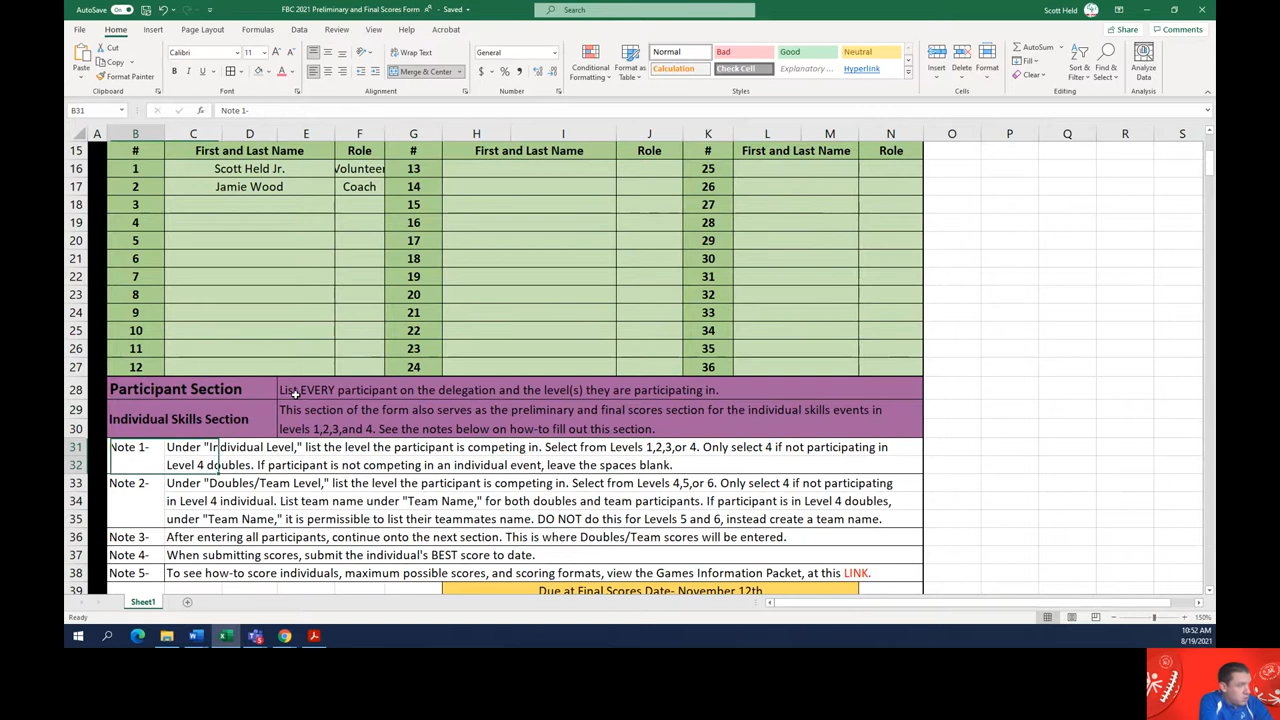 AutoSave On FBC 2021 Preliminary and Final Scores Form - Saved Search Scott Held
File Home Insert Page Layout Formulas Data Review View Help Acrobat Share Comments
Cut Calibri 11 Wrap Text General Normal Bad Good Neutral AutoSum
Copy Fill
Paste Format Painter Merge & Center Conditional Formatting Format as Table Calculation Check Cell Explanatory ... Hyperlink Insert Delete Format Clear Sort & Filter Find & Select Analyze Data
Clipboard Font Alignment Number Styles Cells Editing Analysis
B31 fx Note 1-
A B C D E F G H I J K L M N O P Q R S
15 # First and Last Name Role # First and Last Name Role # First and Last Name Role
16 1 Scott Held Jr. Volunteer 13 25
17 2 Jamie Wood Coach 14 26
18 3 15 27
19 4 16 28
20 5 17 29
21 6 18 30
22 7 19 31
23 8 20 32
24 9 21 33
25 10 22 34
26 11 23 35
27 12 24 36
28 Participant Section List EVERY participant on the delegation and the level(s) they are participating in.
29 This section of the form also serves as the preliminary and final scores section for the individual skills events in
Individual Skills Section
30 levels 1,2,3,and 4. See the notes below on how-to fill out this section.
31 Note 1- Under "Individual Level," list the level the participant is competing in. Select from Levels 1,2,3,or 4. Only select 4 if not participating in
32 Level 4 doubles. If participant is not competing in an individual event, leave the spaces blank.
33 Note 2- Under "Doubles/Team Level," list the level the participant is competing in. Select from Levels 4,5,or 6. Only select 4 if not participating
34 in Level 4 individual. List team name under "Team Name," for both doubles and team participants. If participant is in Level 4 doubles,
35 under "Team Name," it is permissible to list their teammates name. DO NOT do this for Levels 5 and 6, instead create a team name.
36 Note 3- After entering all participants, continue onto the next section. This is where Doubles/Team scores will be entered.
37 Note 4- When submitting scores, submit the individual's BEST score to date.
38 Note 5- To see how-to score individuals, maximum possible scores, and scoring formats, view the Games Information Packet, at this LINK.
39 Due at Final Scores Date- November 12th
Sheet1
Ready 150%
10:52 AM
8/19/2021